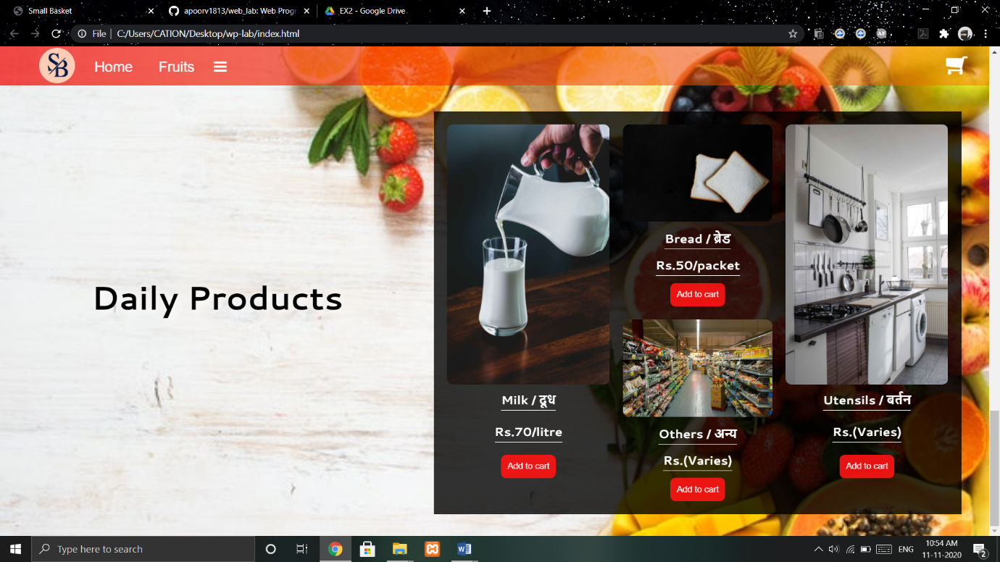 Small Basket
apoorv1813/web_lab: Web Progr
EX2 - Google Drive
File | C:/Users/CATION/Desktop/wp-lab/index.html
SB
Home
Fruits
Daily Products
Milk / दूध
Rs.70/litre
Add to cart
Bread / ब्रेड
Rs.50/packet
Add to cart
Others / अन्य
Rs.(Varies)
Add to cart
Utensils / बर्तन
Rs.(Varies)
Add to cart
Type here to search
ENG
10:54 AM
11-11-2020
2